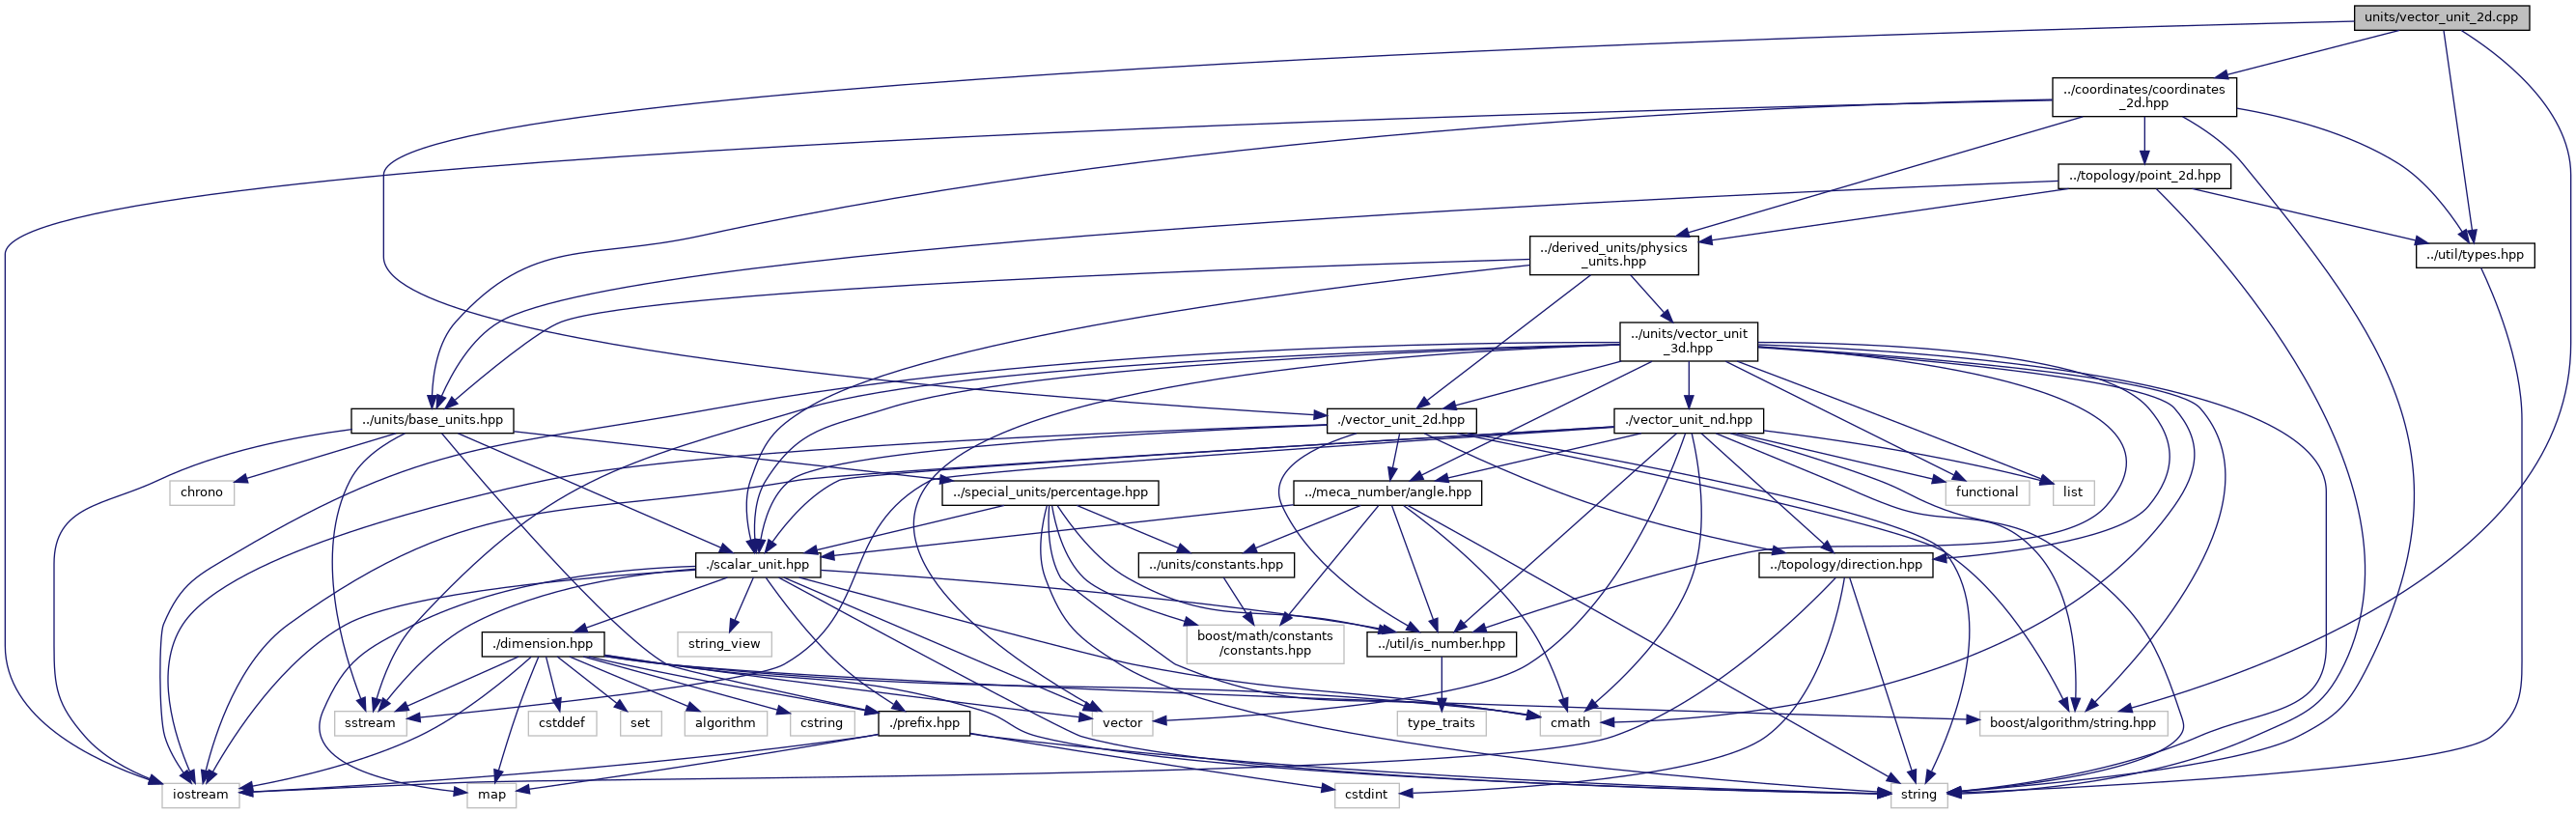 units/vector_unit_2d.cpp
../coordinates/coordinates
_2d.hpp
../topology/point_2d.hpp
../derived_units/physics
_units.hpp
../util/types.hpp
../units/vector_unit
_3d.hpp
../units/base_units.hpp
./vector_unit_2d.hpp
./vector_unit_nd.hpp
chrono
../special_units/percentage.hpp
../meca_number/angle.hpp
functional
list
./scalar_unit.hpp
../units/constants.hpp
../topology/direction.hpp
./dimension.hpp
string_view
boost/math/constants
/constants.hpp
../util/is_number.hpp
sstream
cstddef
set
algorithm
cstring
./prefix.hpp
vector
type_traits
cmath
boost/algorithm/string.hpp
iostream
map
cstdint
string